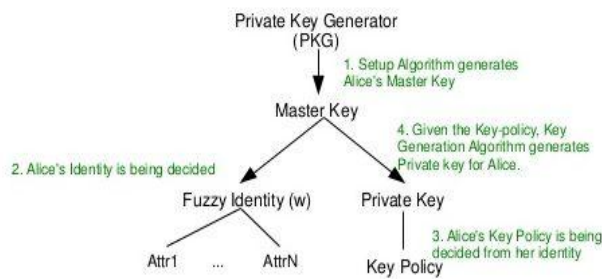 Private Key Generator
(PKG)
1. Setup Algorithm generates
Alice's Master Key
Master Key
4. Given the Key-policy, Key
Generation Algorithm generates
Private key for Alice.
2. Alice's Identity is being decided
Fuzzy Identity (w)
Private Key
3. Alice's Key Policy is being
decided from her identity
Attr1 ... AttrN
Key Policy